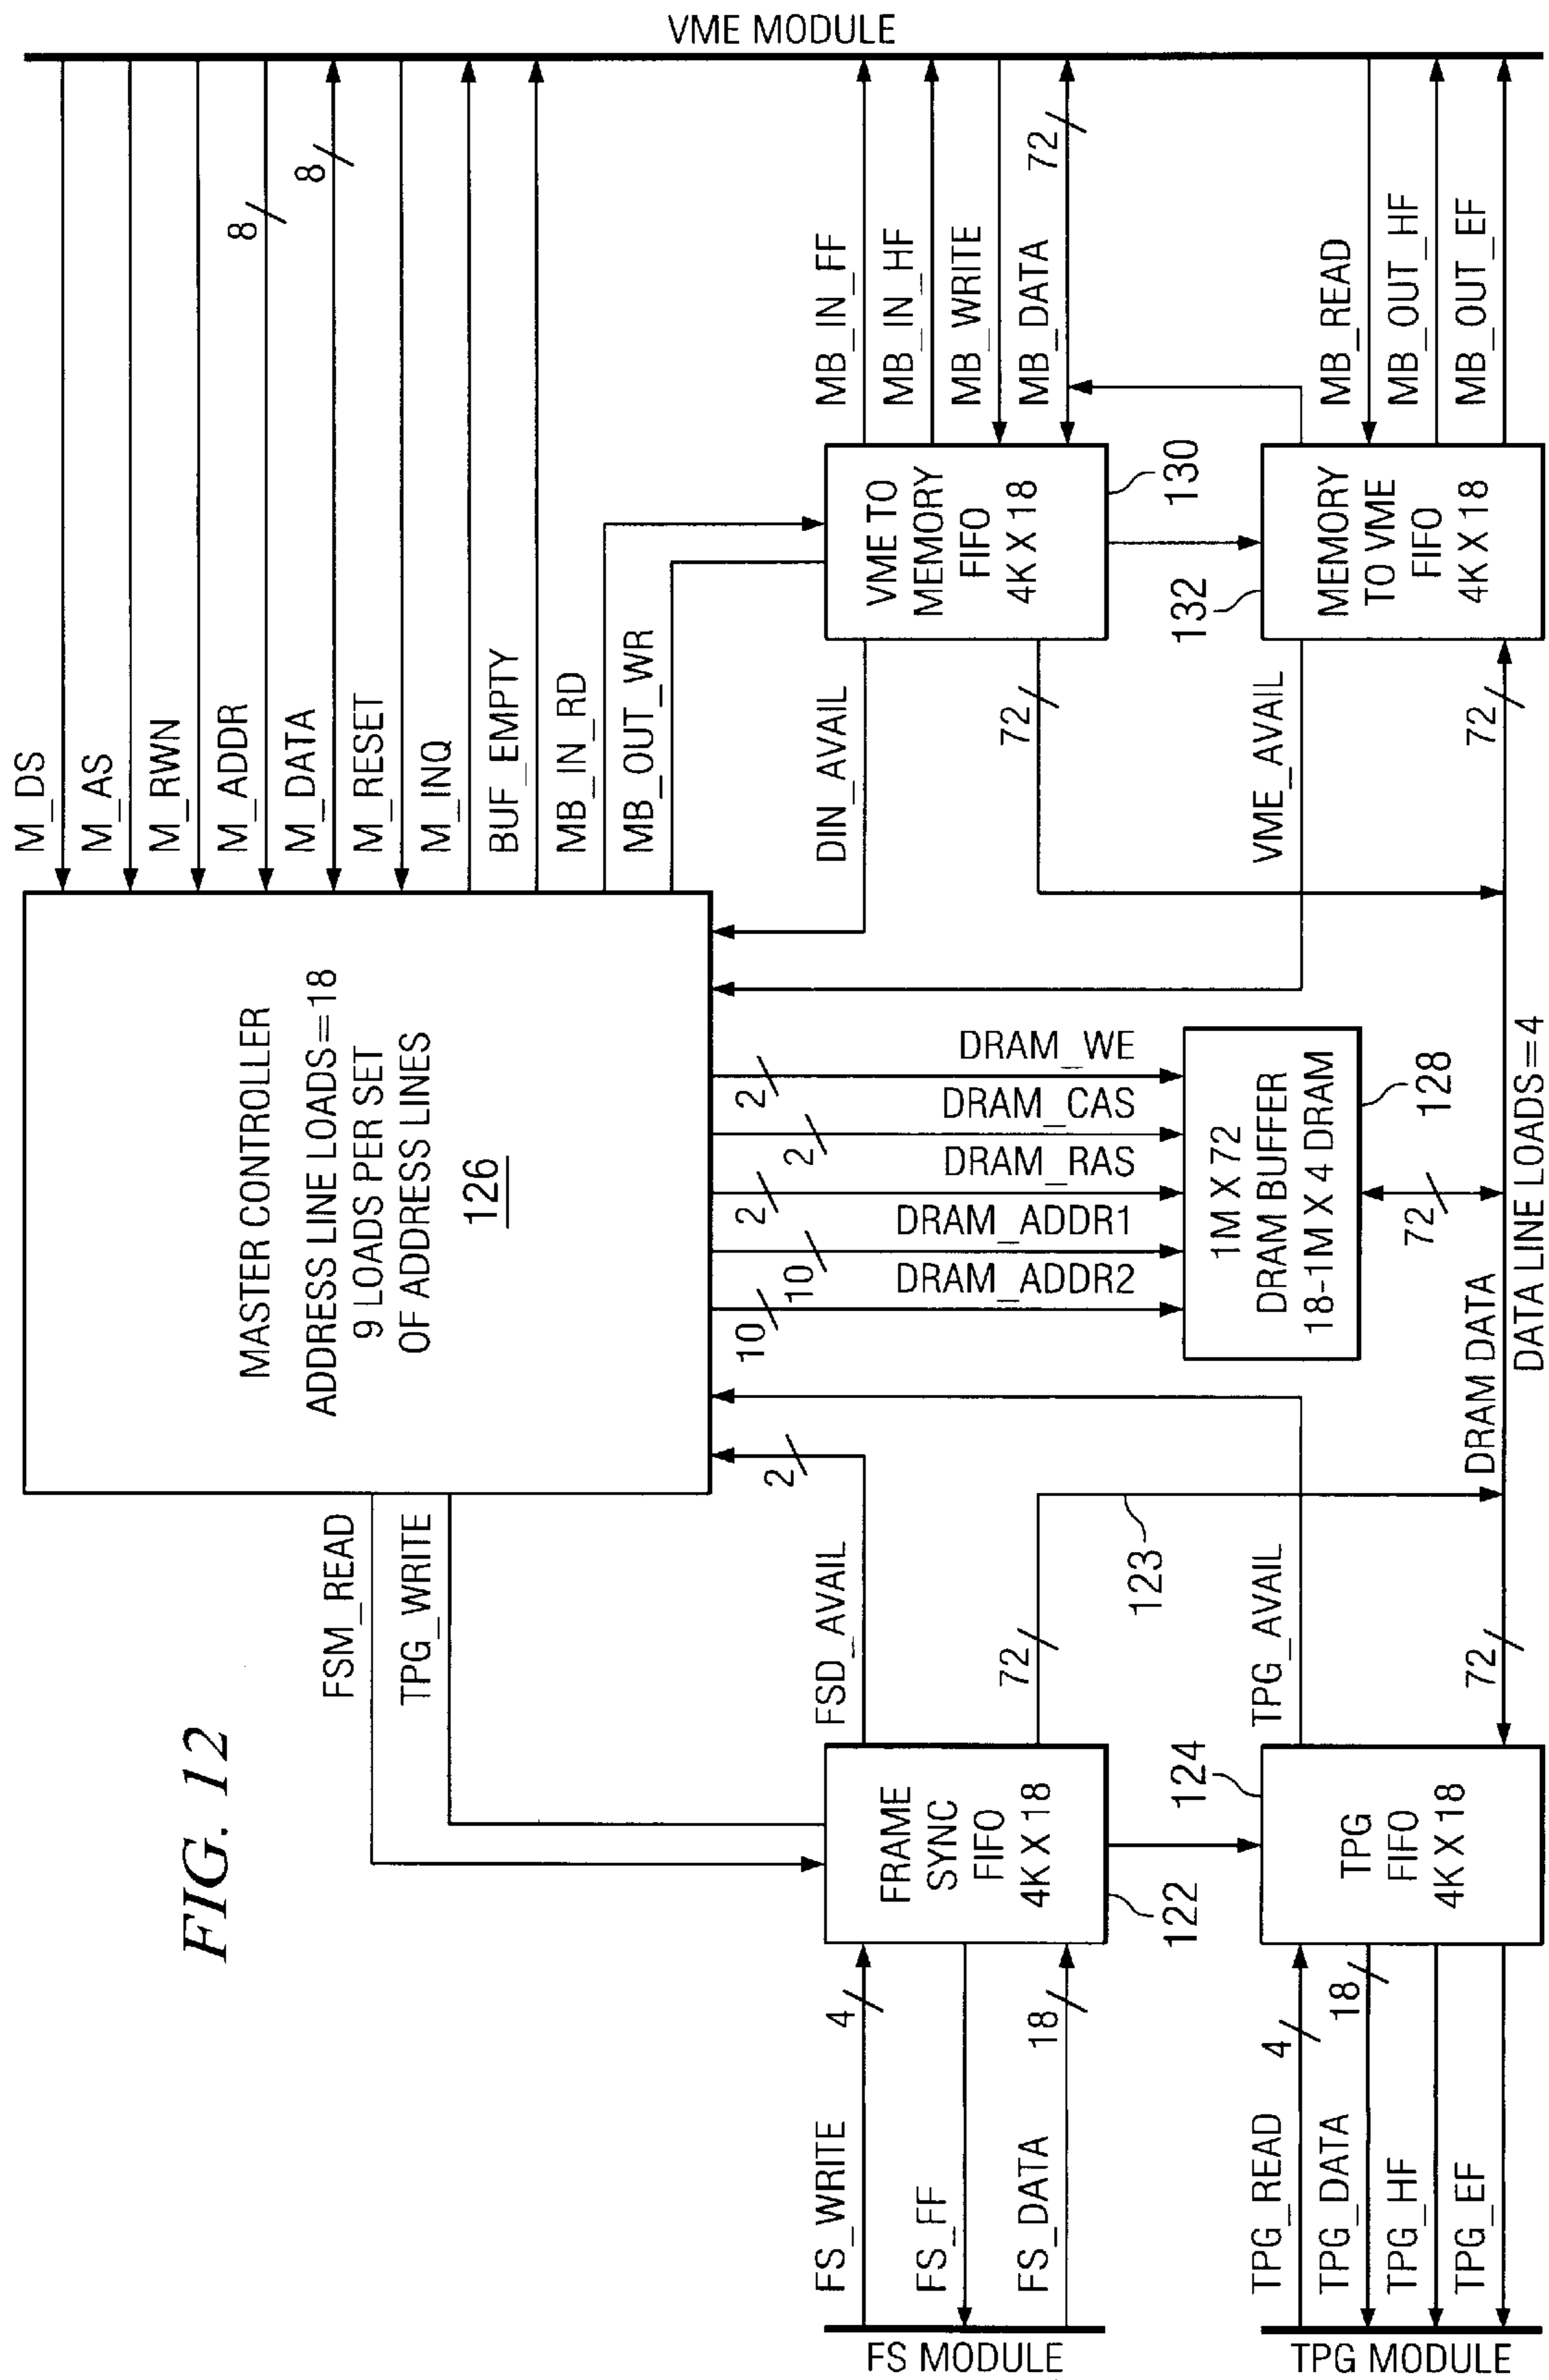 FIG. 12
VME MODULE
M_DS
M_AS
M_RWN
M_ADDR
8
M_DATA
8
M_RESET
M_INQ
BUF_EMPTY
MB_IN_RD
MB_OUT_WR
MASTER CONTROLLER
ADDRESS LINE LOADS=18
9 LOADS PER SET
OF ADDRESS LINES
126
FSM_READ
TPG_WRITE
MB_IN_FF
MB_IN_HF
MB_WRITE
MB_DATA
72
VME TO
MEMORY
FIFO
4K X 18
130
DIN_AVAIL
72
MB_READ
MB_OUT_HF
MB_OUT_EF
MEMORY
TO VME
FIFO
4K X 18
132
VME_AVAIL
72
DRAM_WE
2
DRAM_CAS
2
DRAM_RAS
2
DRAM_ADDR1
10
DRAM_ADDR2
10
1M X 72
DRAM BUFFER
18-1M X 4 DRAM
128
72
DRAM DATA
DATA LINE LOADS=4
FSD_AVAIL
2
72
123
TPG_AVAIL
72
FRAME
SYNC
FIFO
4K X 18
122
FS_WRITE
4
FS_FF
FS_DATA
18
FS MODULE
TPG
FIFO
4K X 18
124
TPG_READ
4
TPG_DATA
18
TPG_HF
TPG_EF
TPG MODULE